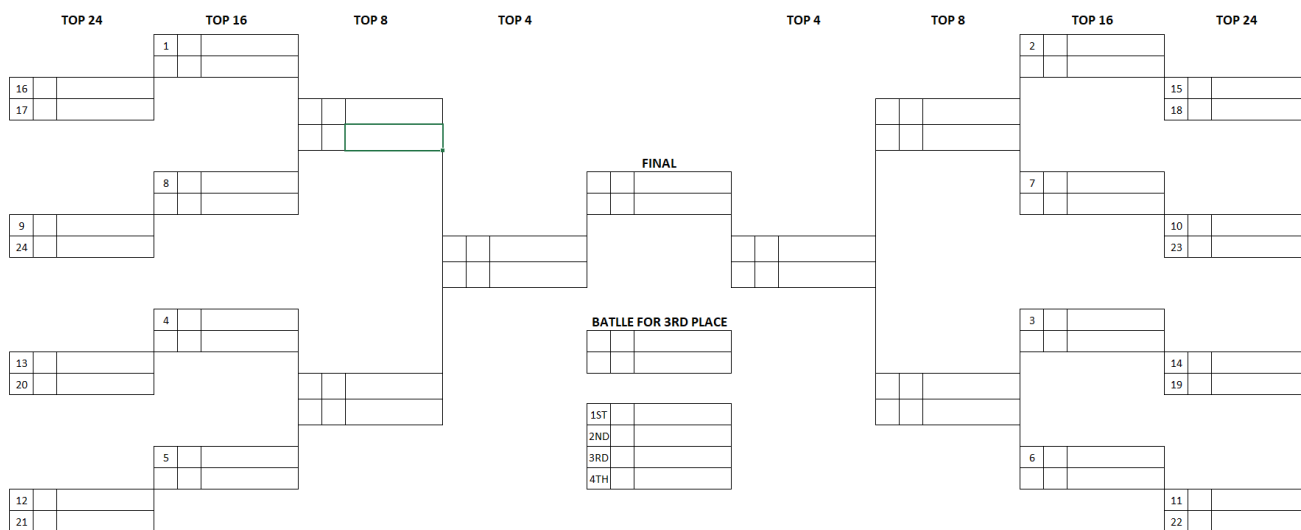 TOP 24 TOP 16 TOP 8 TOP 4 TOP 4 TOP 8 TOP 16 TOP 24
1 2
16 15
17 18
FINAL
8 7
9 10
24 23
4 BATLLE FOR 3RD PLACE 3
13 14
20 19
1ST
2ND
5 3RD 6
4TH
12 11
21 22